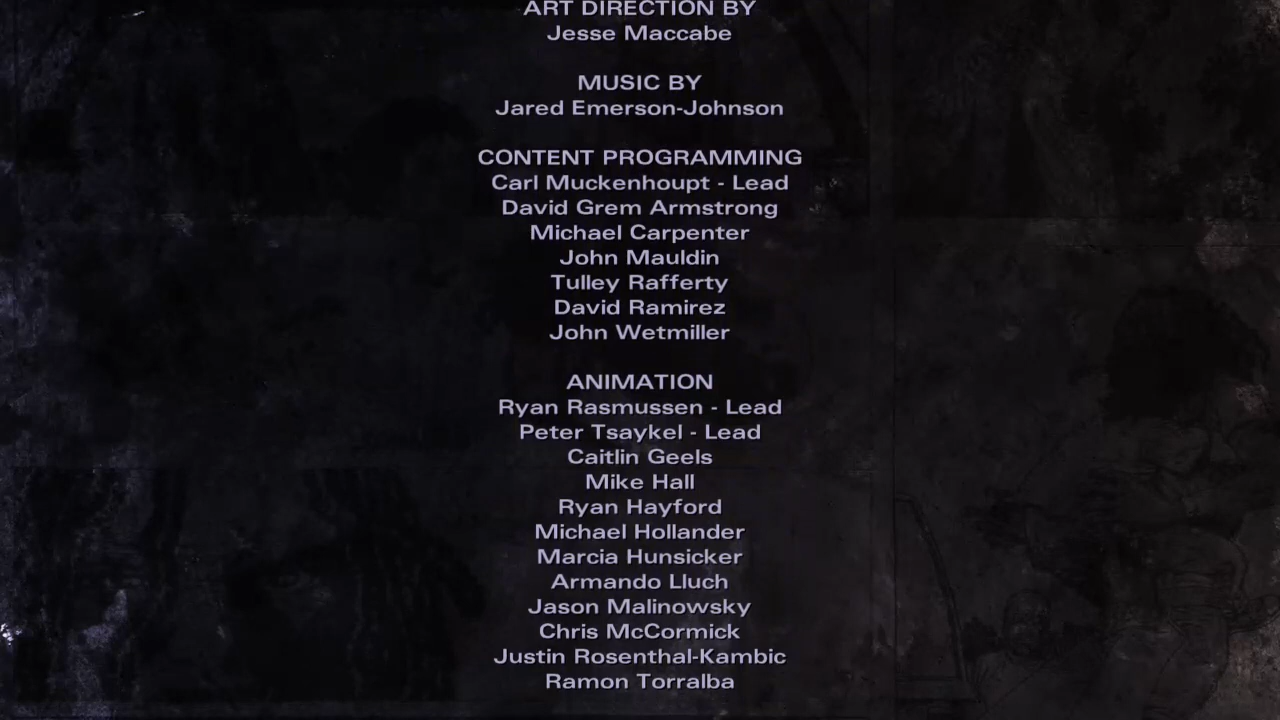 ART DIRECTION BY
Jesse Maccabe
MUSIC BY
Jared Emerson-Johnson
CONTENT PROGRAMMING
Carl Muckenhoupt - Lead
David Grem Armstrong
Michael Carpenter
John Mauldin
Tulley Rafferty
David Ramirez
John Wetmiller
ANIMATION
Ryan Rasmussen - Lead
Peter Tsaykel - Lead
Caitlin Geels
Mike Hall
Ryan Hayford
Michael Hollander
Marcia Hunsicker
Armando Lluch
Jason Malinowsky
Chris McCormick
Justin Rosenthal-Kambic
Ramon Torralba